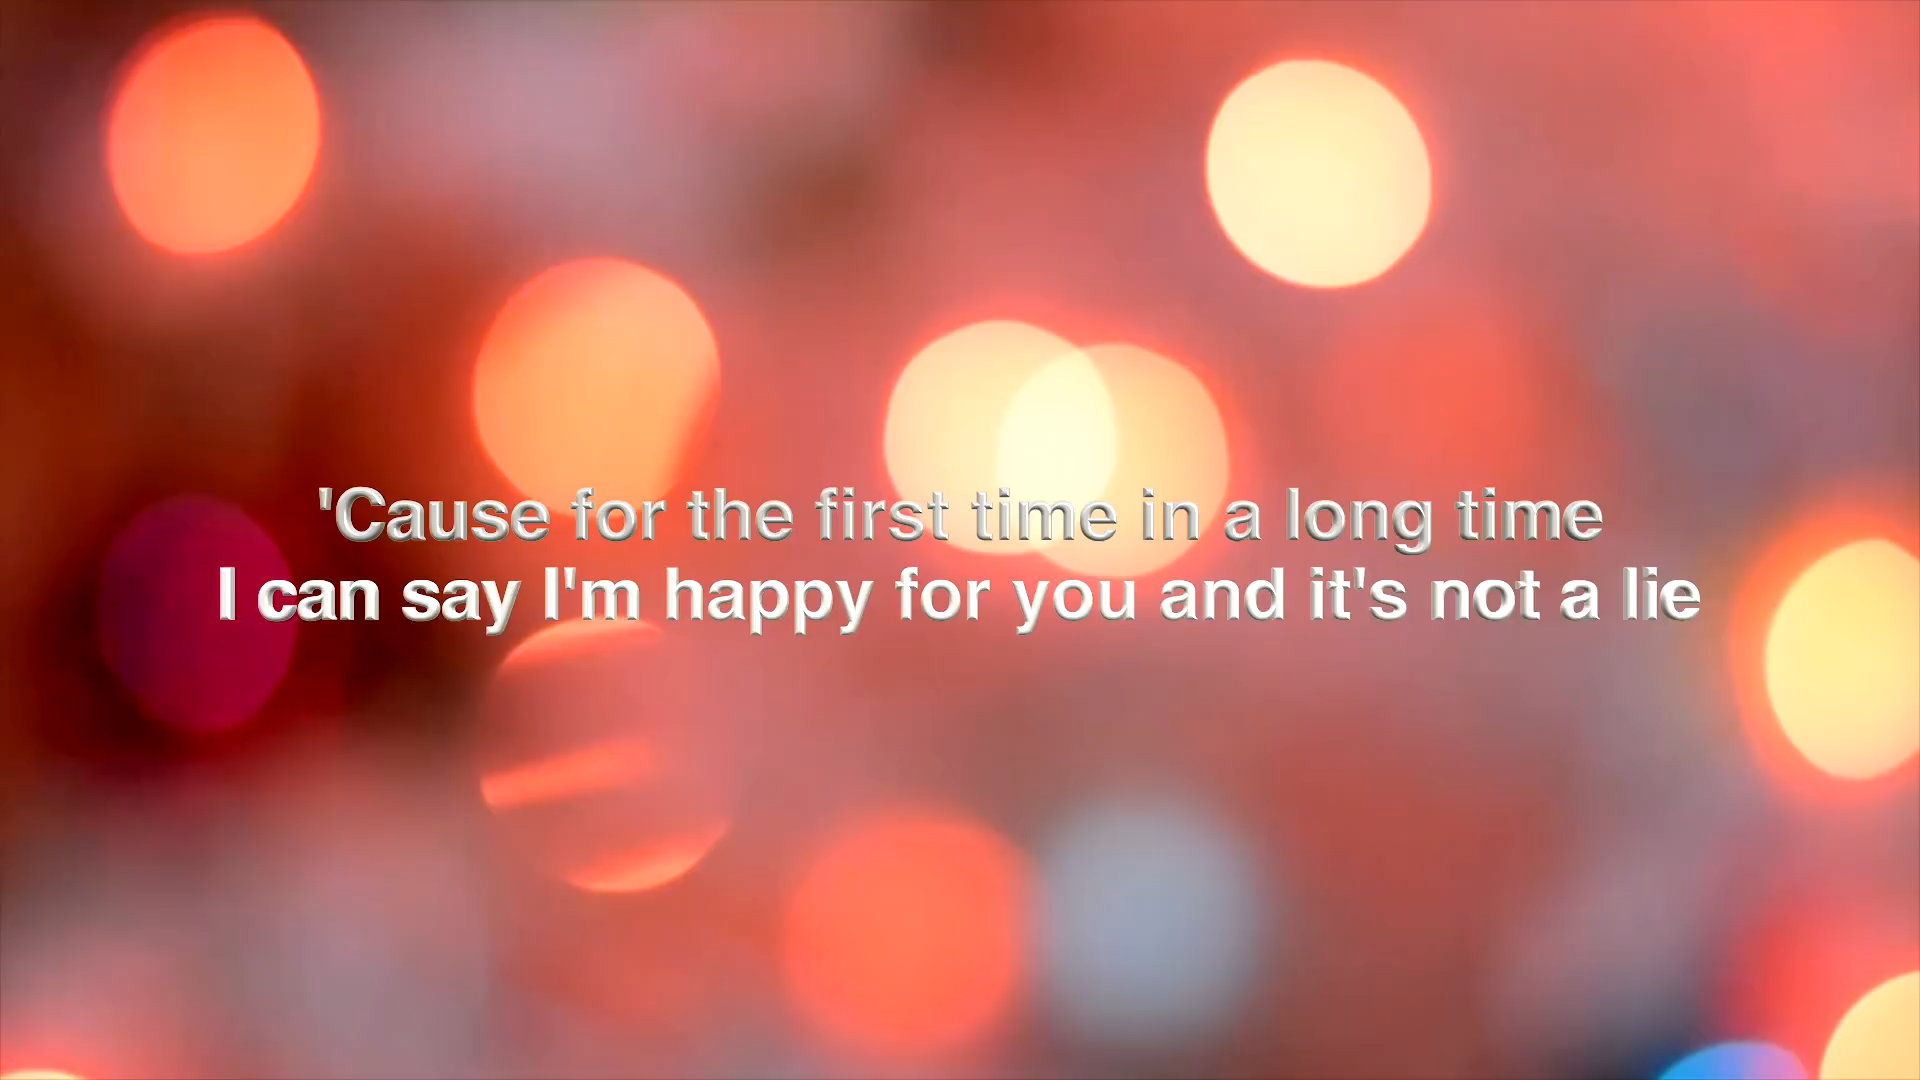 'Cause for the first time in a long time
I can say I'm happy for you and it's not a lie